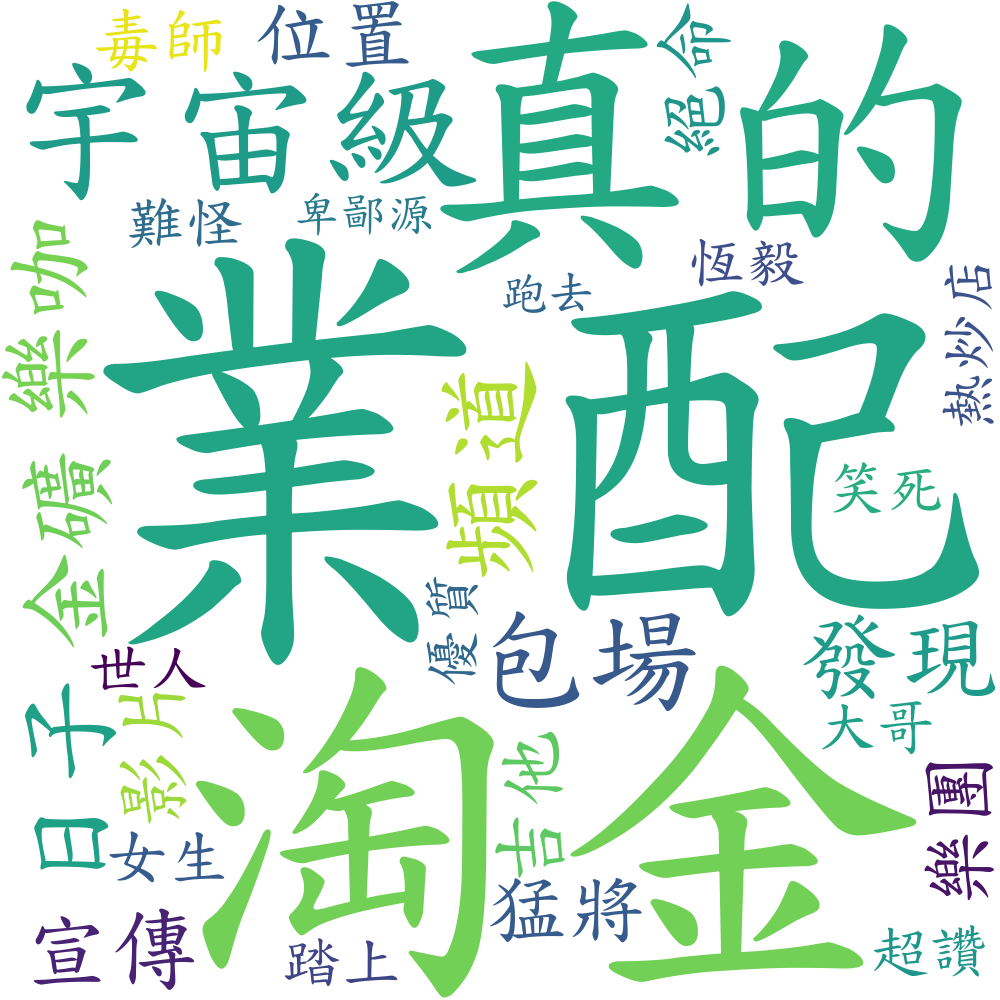 毒師
位置
真的
絕命
宇宙級
難怪
卑鄙源
恆毅
跑去
熱炒店
樂咖
業配
頻道
笑死
金礦
優質
包場
發現
世人
大哥
日子
影片
淘金
吉他
樂團
女生
猛將
宣傳
踏上
超讚